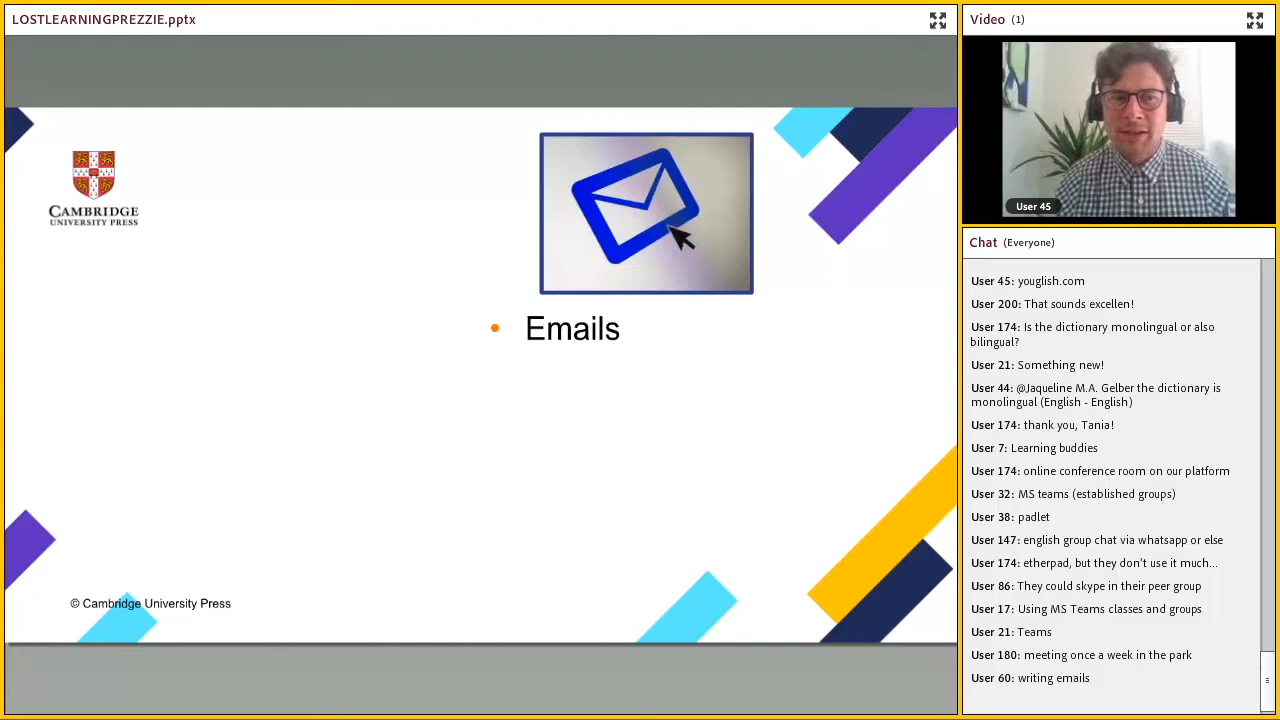 LOSTLEARNINGPREZZIE.pptx
CAMBRIDGE
UNIVERSITY PRESS
• Emails
© Cambridge University Press
Video (1)
User 45
Chat (Everyone)
User 45: youglish.com
User 200: That sounds excellen!
User 174: Is the dictionary monolingual or also
bilingual?
User 21: Something new!
User 44: @Jaqueline M.A. Gelber the dictionary is
monolingual (English - English)
User 174: thank you, Tania!
User 7: Learning buddies
User 174: online conference room on our platform
User 32: MS teams (established groups)
User 38: padlet
User 147: english group chat via whatsapp or else
User 174: etherpad, but they don't use it much...
User 86: They could skype in their peer group
User 17: Using MS Teams classes and groups
User 21: Teams
User 180: meeting once a week in the park
User 60: writing emails